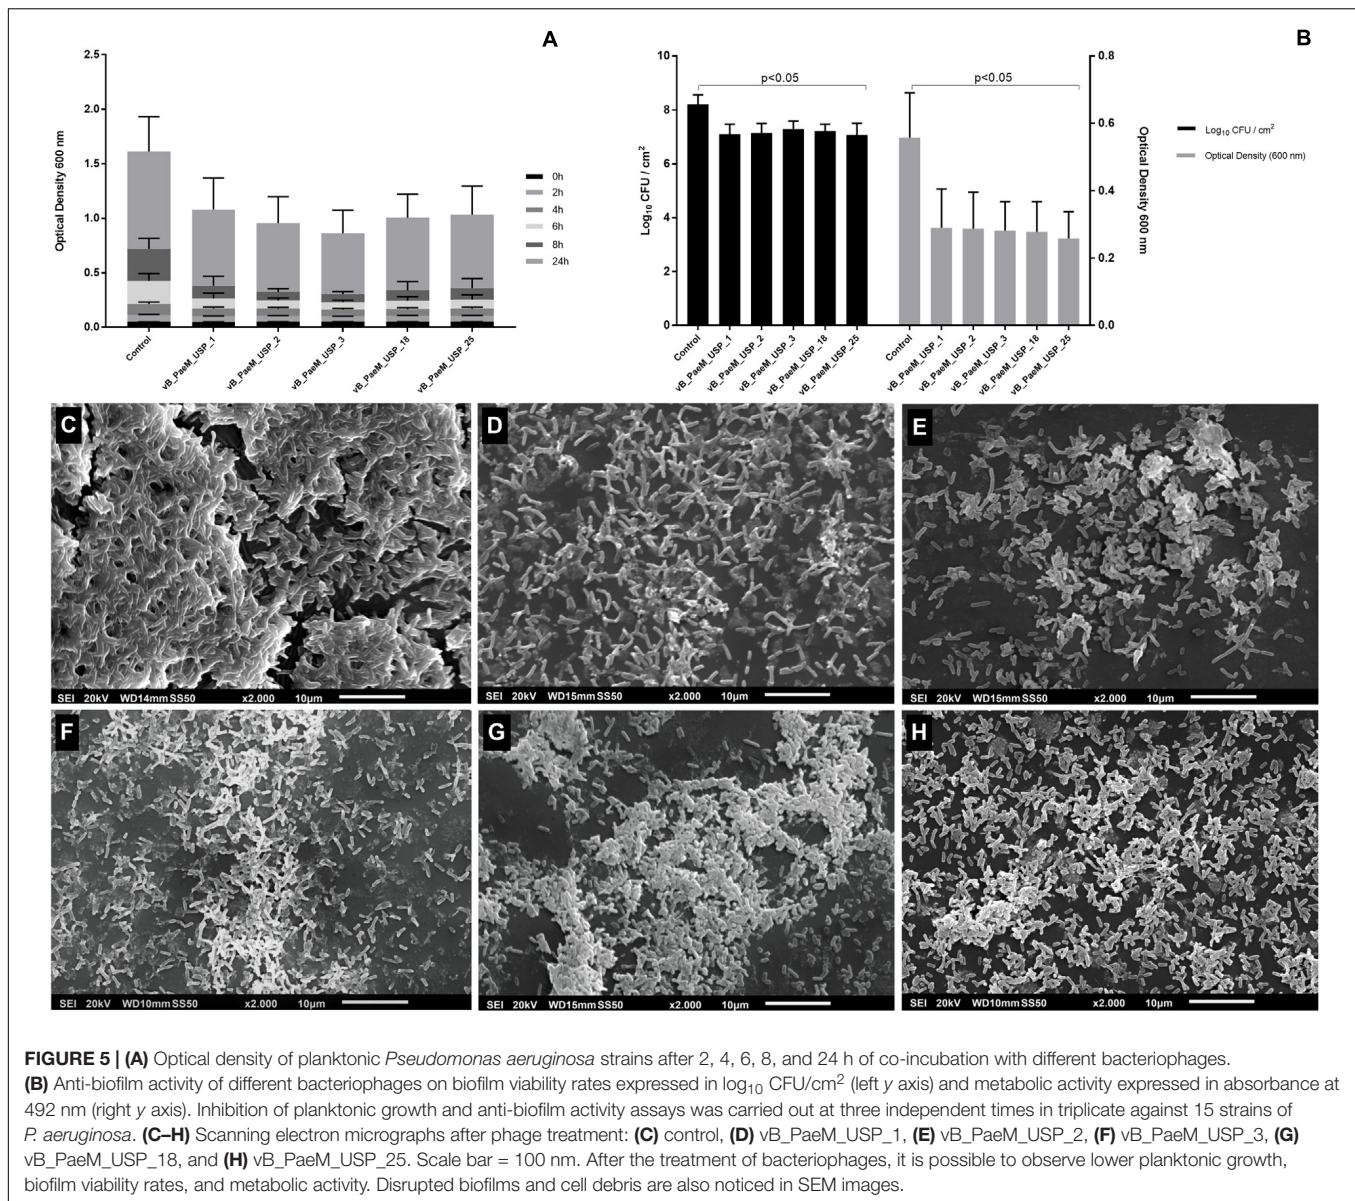 A
2.5
2.0
1.5
1.0
0.5
0.0
Optical Density 600 nm
Control
vB_PaeM_USP_1
vB_PaeM_USP_2
vB_PaeM_USP_3
vB_PaeM_USP_18
vB_PaeM_USP_25
0h
2h
4h
6h
8h
24h
B
10
8
6
4
2
0
Log10 CFU / cm2
p<0.05
p<0.05
0.8
0.6
0.4
0.2
0.0
Optical Density 600 nm
Control
vB_PaeM_USP_1
vB_PaeM_USP_2
vB_PaeM_USP_3
vB_PaeM_USP_18
vB_PaeM_USP_25
Control
vB_PaeM_USP_1
vB_PaeM_USP_2
vB_PaeM_USP_3
vB_PaeM_USP_18
vB_PaeM_USP_25
Log10 CFU / cm2
Optical Density (600 nm)
C
SEI 20kV WD14mm SS50 x2.000 10µm
D
SEI 20kV WD15mm SS50 x2.000 10µm
E
SEI 20kV WD15mm SS50 x2.000 10µm
F
SEI 20kV WD10mm SS50 x2.000 10µm
G
SEI 20kV WD15mm SS50 x2.000 10µm
H
SEI 20kV WD10mm SS50 x2.000 10µm
FIGURE 5 | (A) Optical density of planktonic Pseudomonas aeruginosa strains after 2, 4, 6, 8, and 24 h of co-incubation with different bacteriophages.
(B) Anti-biofilm activity of different bacteriophages on biofilm viability rates expressed in log10 CFU/cm2 (left y axis) and metabolic activity expressed in absorbance at
492 nm (right y axis). Inhibition of planktonic growth and anti-biofilm activity assays was carried out at three independent times in triplicate against 15 strains of
P. aeruginosa. (C–H) Scanning electron micrographs after phage treatment: (C) control, (D) vB_PaeM_USP_1, (E) vB_PaeM_USP_2, (F) vB_PaeM_USP_3, (G)
vB_PaeM_USP_18, and (H) vB_PaeM_USP_25. Scale bar = 100 nm. After the treatment of bacteriophages, it is possible to observe lower planktonic growth,
biofilm viability rates, and metabolic activity. Disrupted biofilms and cell debris are also noticed in SEM images.